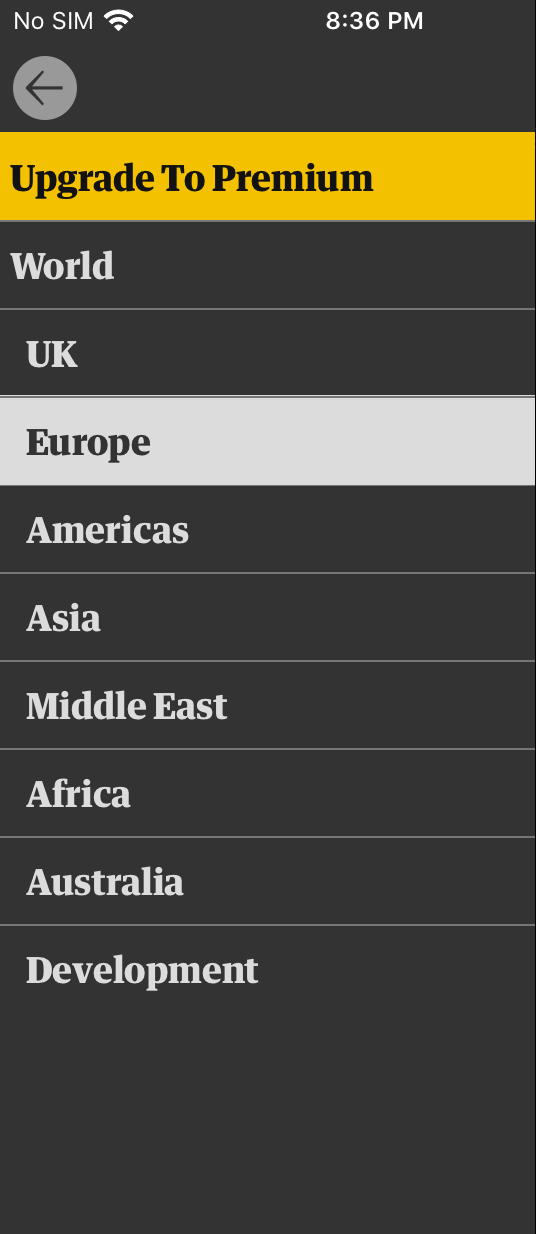 No SIM 8:36 PM
Upgrade To Premium
World
UK
Europe
Americas
Asia
Middle East
Africa
Australia
Development